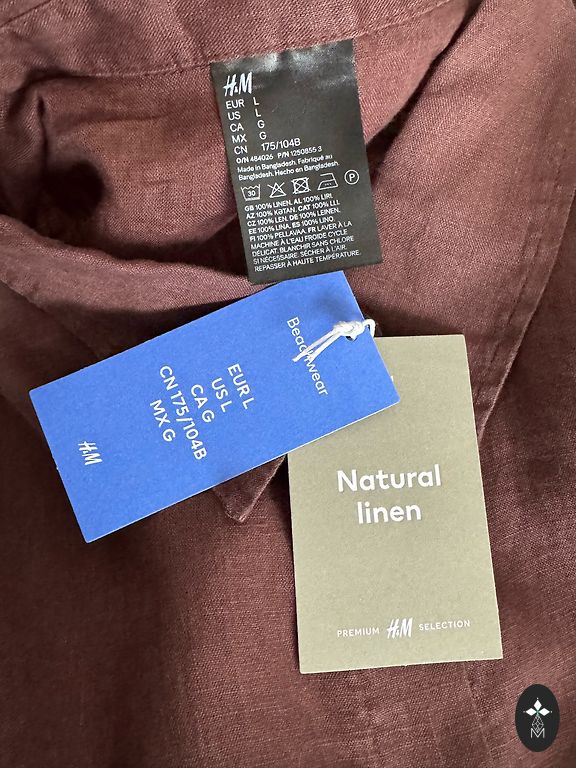 H&M
EUR L
US L
CA G
MX G
CN 175/104B
O/N 484026 P/N 1250855 3
Made in Bangladesh. Fabriqué au
Bangladesh. Hecho en Bangladesh.
30
P
GB 100% LINEN. AL 100% LIRI.
AZ 100% KƏTAN. CAT 100% LLI.
CZ 100% LEN. DE 100% LEINEN.
EE 100% LINA. ES 100% LINO.
FI 100% PELLAVAA. FR LAVER À LA
MACHINE À L'EAU FROIDE CYCLE
DÉLICAT. BLANCHIR SANS CHLORE
SI NÉCESSAIRE. SÉCHER À PLAT.
REPASSER À HAUTE TEMPÉRATURE.
Beachwear
EUR L
US L
CA G
CN 175/104B
MX G
H&M
Natural
linen
PREMIUM H&M SELECTION
M